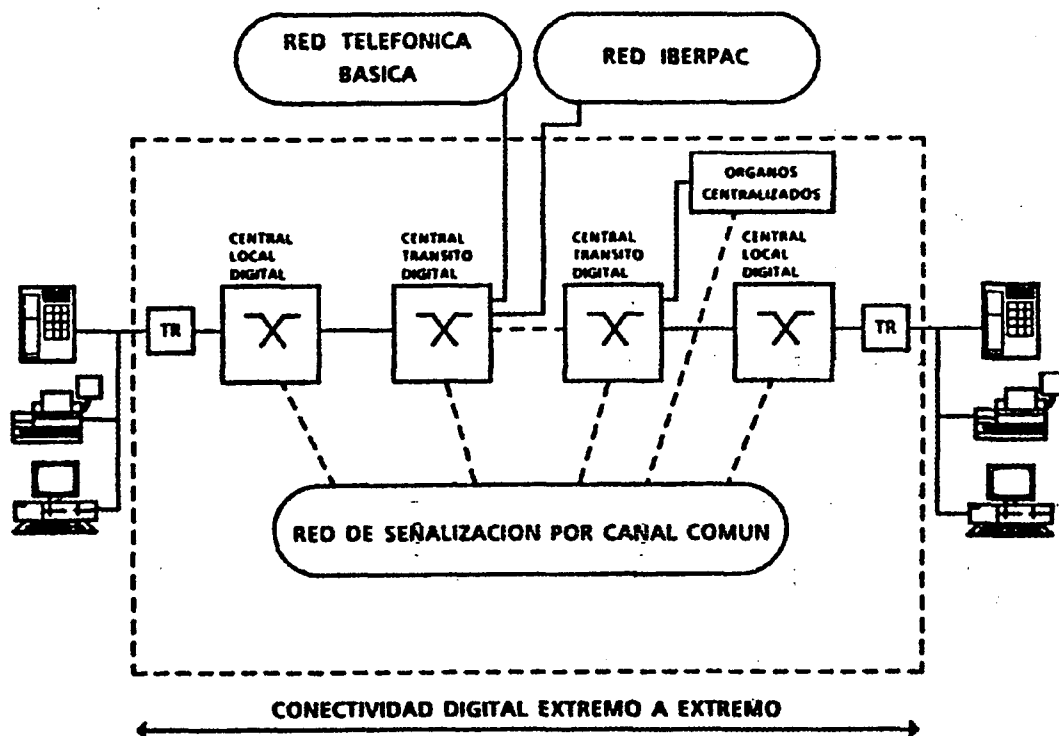 RED TELEFONICA
BASICA
RED IBERPAC
ORGANOS
CENTRALIZADOS
CENTRAL
LOCAL
DIGITAL
CENTRAL
TRANSITO
DIGITAL
CENTRAL
TRANSITO
DIGITAL
CENTRAL
LOCAL
DIGITAL
TR
TR
RED DE SEÑALIZACION POR CANAL COMUN
CONECTIVIDAD DIGITAL EXTREMO A EXTREMO